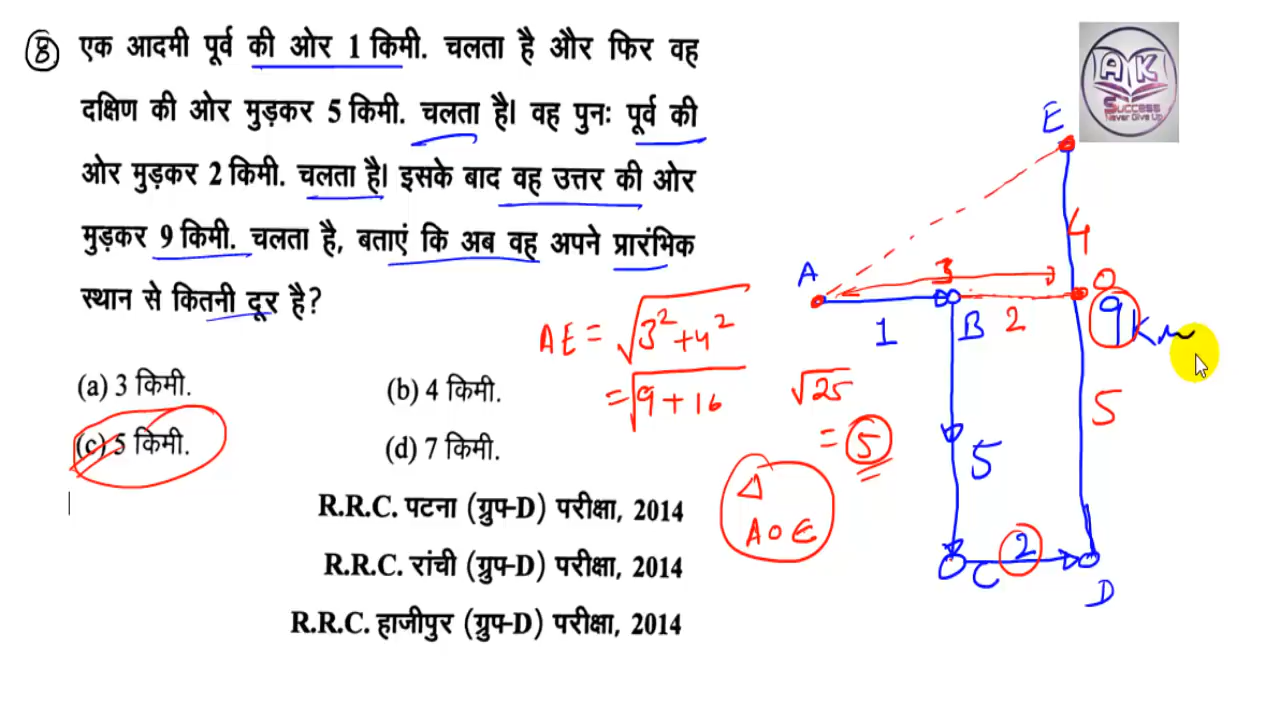 (8) एक आदमी पूर्व की ओर 1 किमी. चलता है और फिर वह
दक्षिण की ओर मुड़कर 5 किमी. चलता है। वह पुनः पूर्व की
ओर मुड़कर 2 किमी. चलता है। इसके बाद वह उत्तर की ओर
मुड़कर 9 किमी. चलता है, बताएं कि अब वह अपने प्रारंभिक
स्थान से कितनी दूर है?
(a) 3 किमी. (b) 4 किमी.
(c) 5 किमी. (d) 7 किमी.
R.R.C. पटना (ग्रुप-D) परीक्षा, 2014
R.R.C. रांची (ग्रुप-D) परीक्षा, 2014
R.R.C. हाजीपुर (ग्रुप-D) परीक्षा, 2014
AE = √3²+4²
= √9+16 √25
= 5
Δ
AOE
E
4
A 3 O
1 B 2 9 Km
5 5
C 2 D
AK
Success
Never Give Up